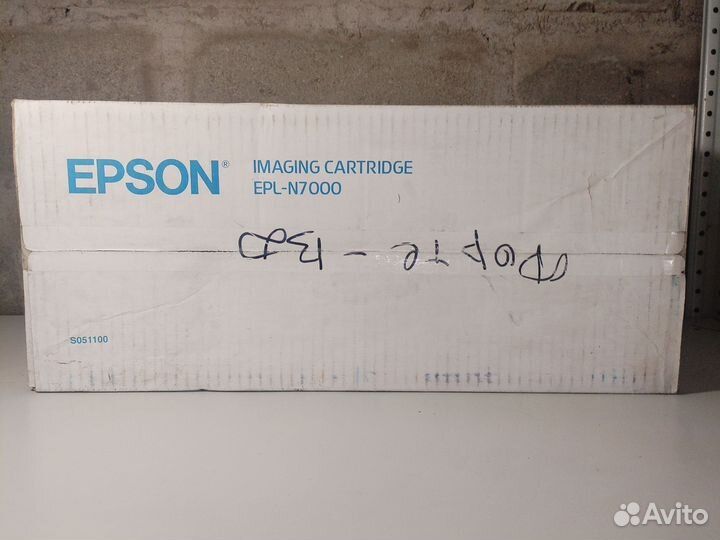 EPSON®
IMAGING CARTRIDGE
EPL-N7000
S051100
Avito